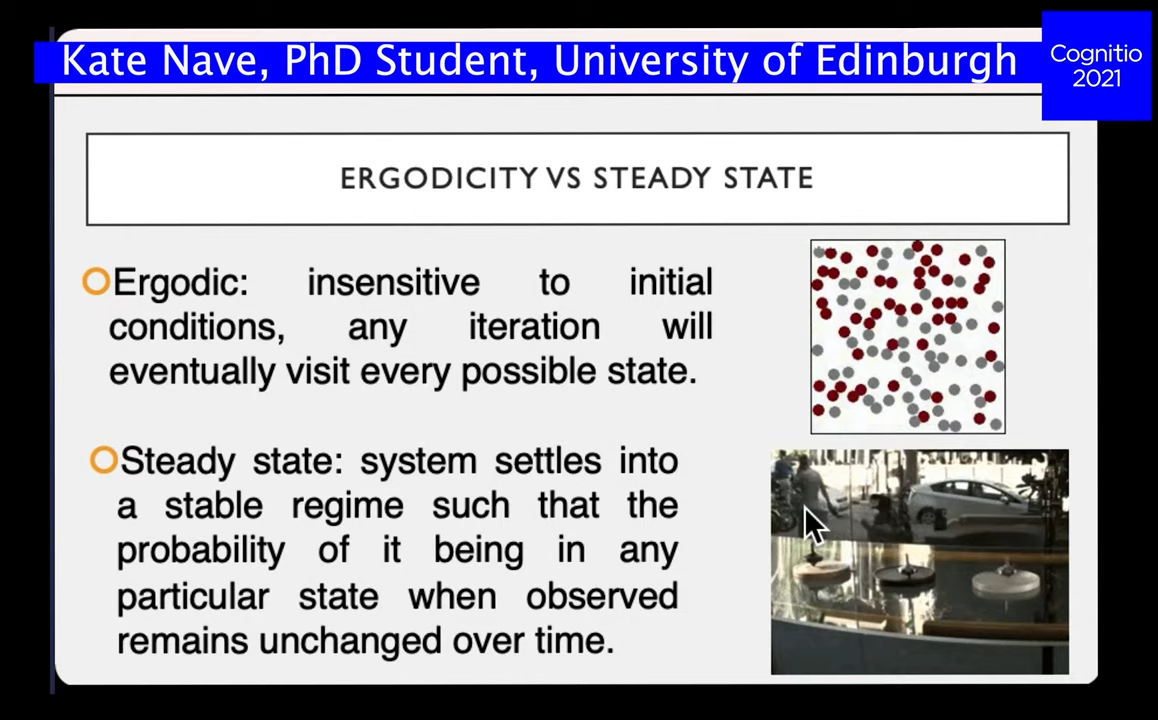 Kate Nave, PhD Student, University of Edinburgh
Cognitio
2021
ERGODICITY VS STEADY STATE
Ergodic: insensitive to initial
conditions, any iteration will
eventually visit every possible state.
Steady state: system settles into
a stable regime such that the
probability of it being in any
particular state when observed
remains unchanged over time.